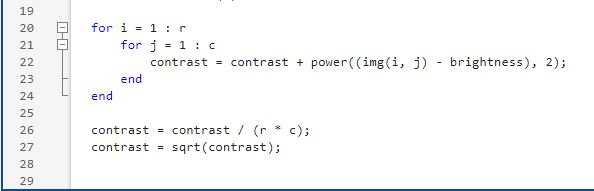 19
20 for i = 1 : r
21 for j = 1 : c
22 contrast = contrast + power((img(i, j) - brightness), 2);
23 end
24 end
25
26 contrast = contrast / (r * c);
27 contrast = sqrt(contrast);
28
29